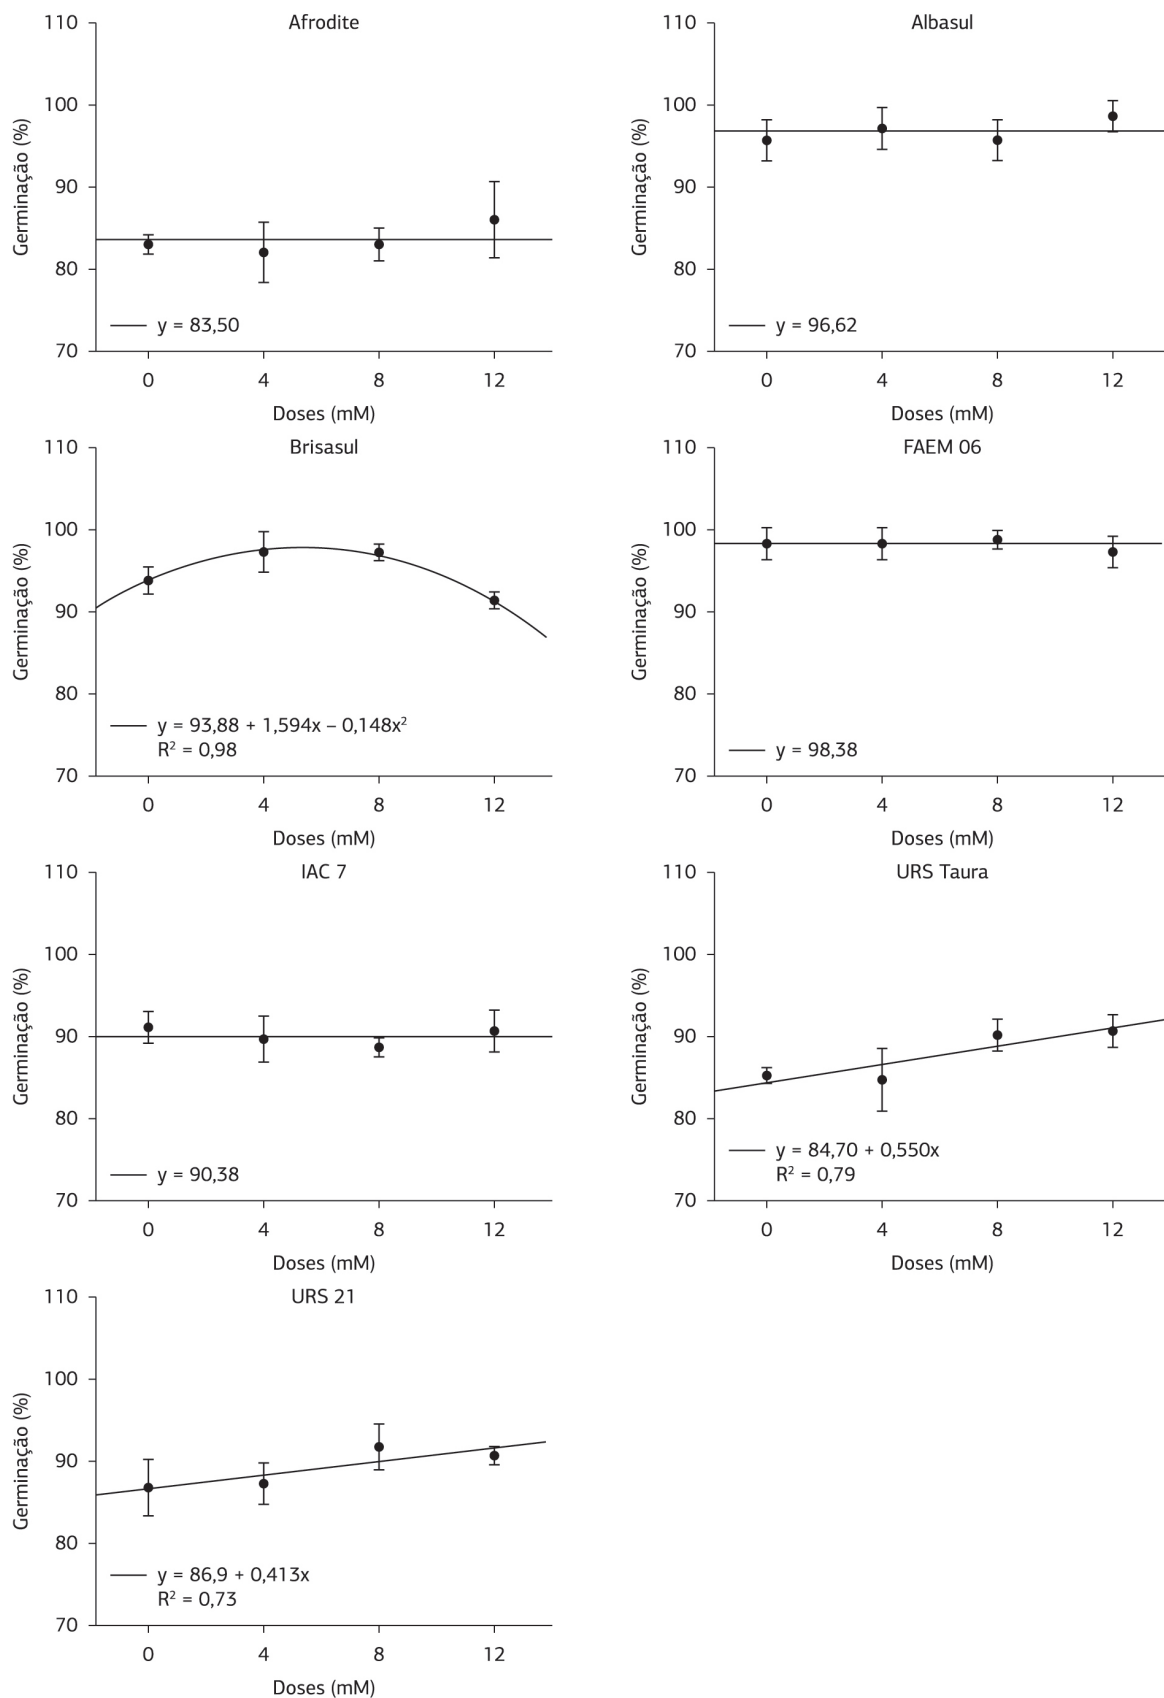 Afrodite
110
100
90
80
70
Germinação (%)
y = 83,50
0 4 8 12
Doses (mM)
Albasul
110
100
90
80
70
Germinação (%)
y = 96,62
0 4 8 12
Doses (mM)
Brisasul
110
100
90
80
70
Germinação (%)
y = 93,88 + 1,594x – 0,148x²
R² = 0,98
0 4 8 12
Doses (mM)
FAEM 06
110
100
90
80
70
Germinação (%)
y = 98,38
0 4 8 12
Doses (mM)
IAC 7
110
100
90
80
70
Germinação (%)
y = 90,38
0 4 8 12
Doses (mM)
URS Taura
110
100
90
80
70
Germinação (%)
y = 84,70 + 0,550x
R² = 0,79
0 4 8 12
Doses (mM)
URS 21
110
100
90
80
70
Germinação (%)
y = 86,9 + 0,413x
R² = 0,73
0 4 8 12
Doses (mM)